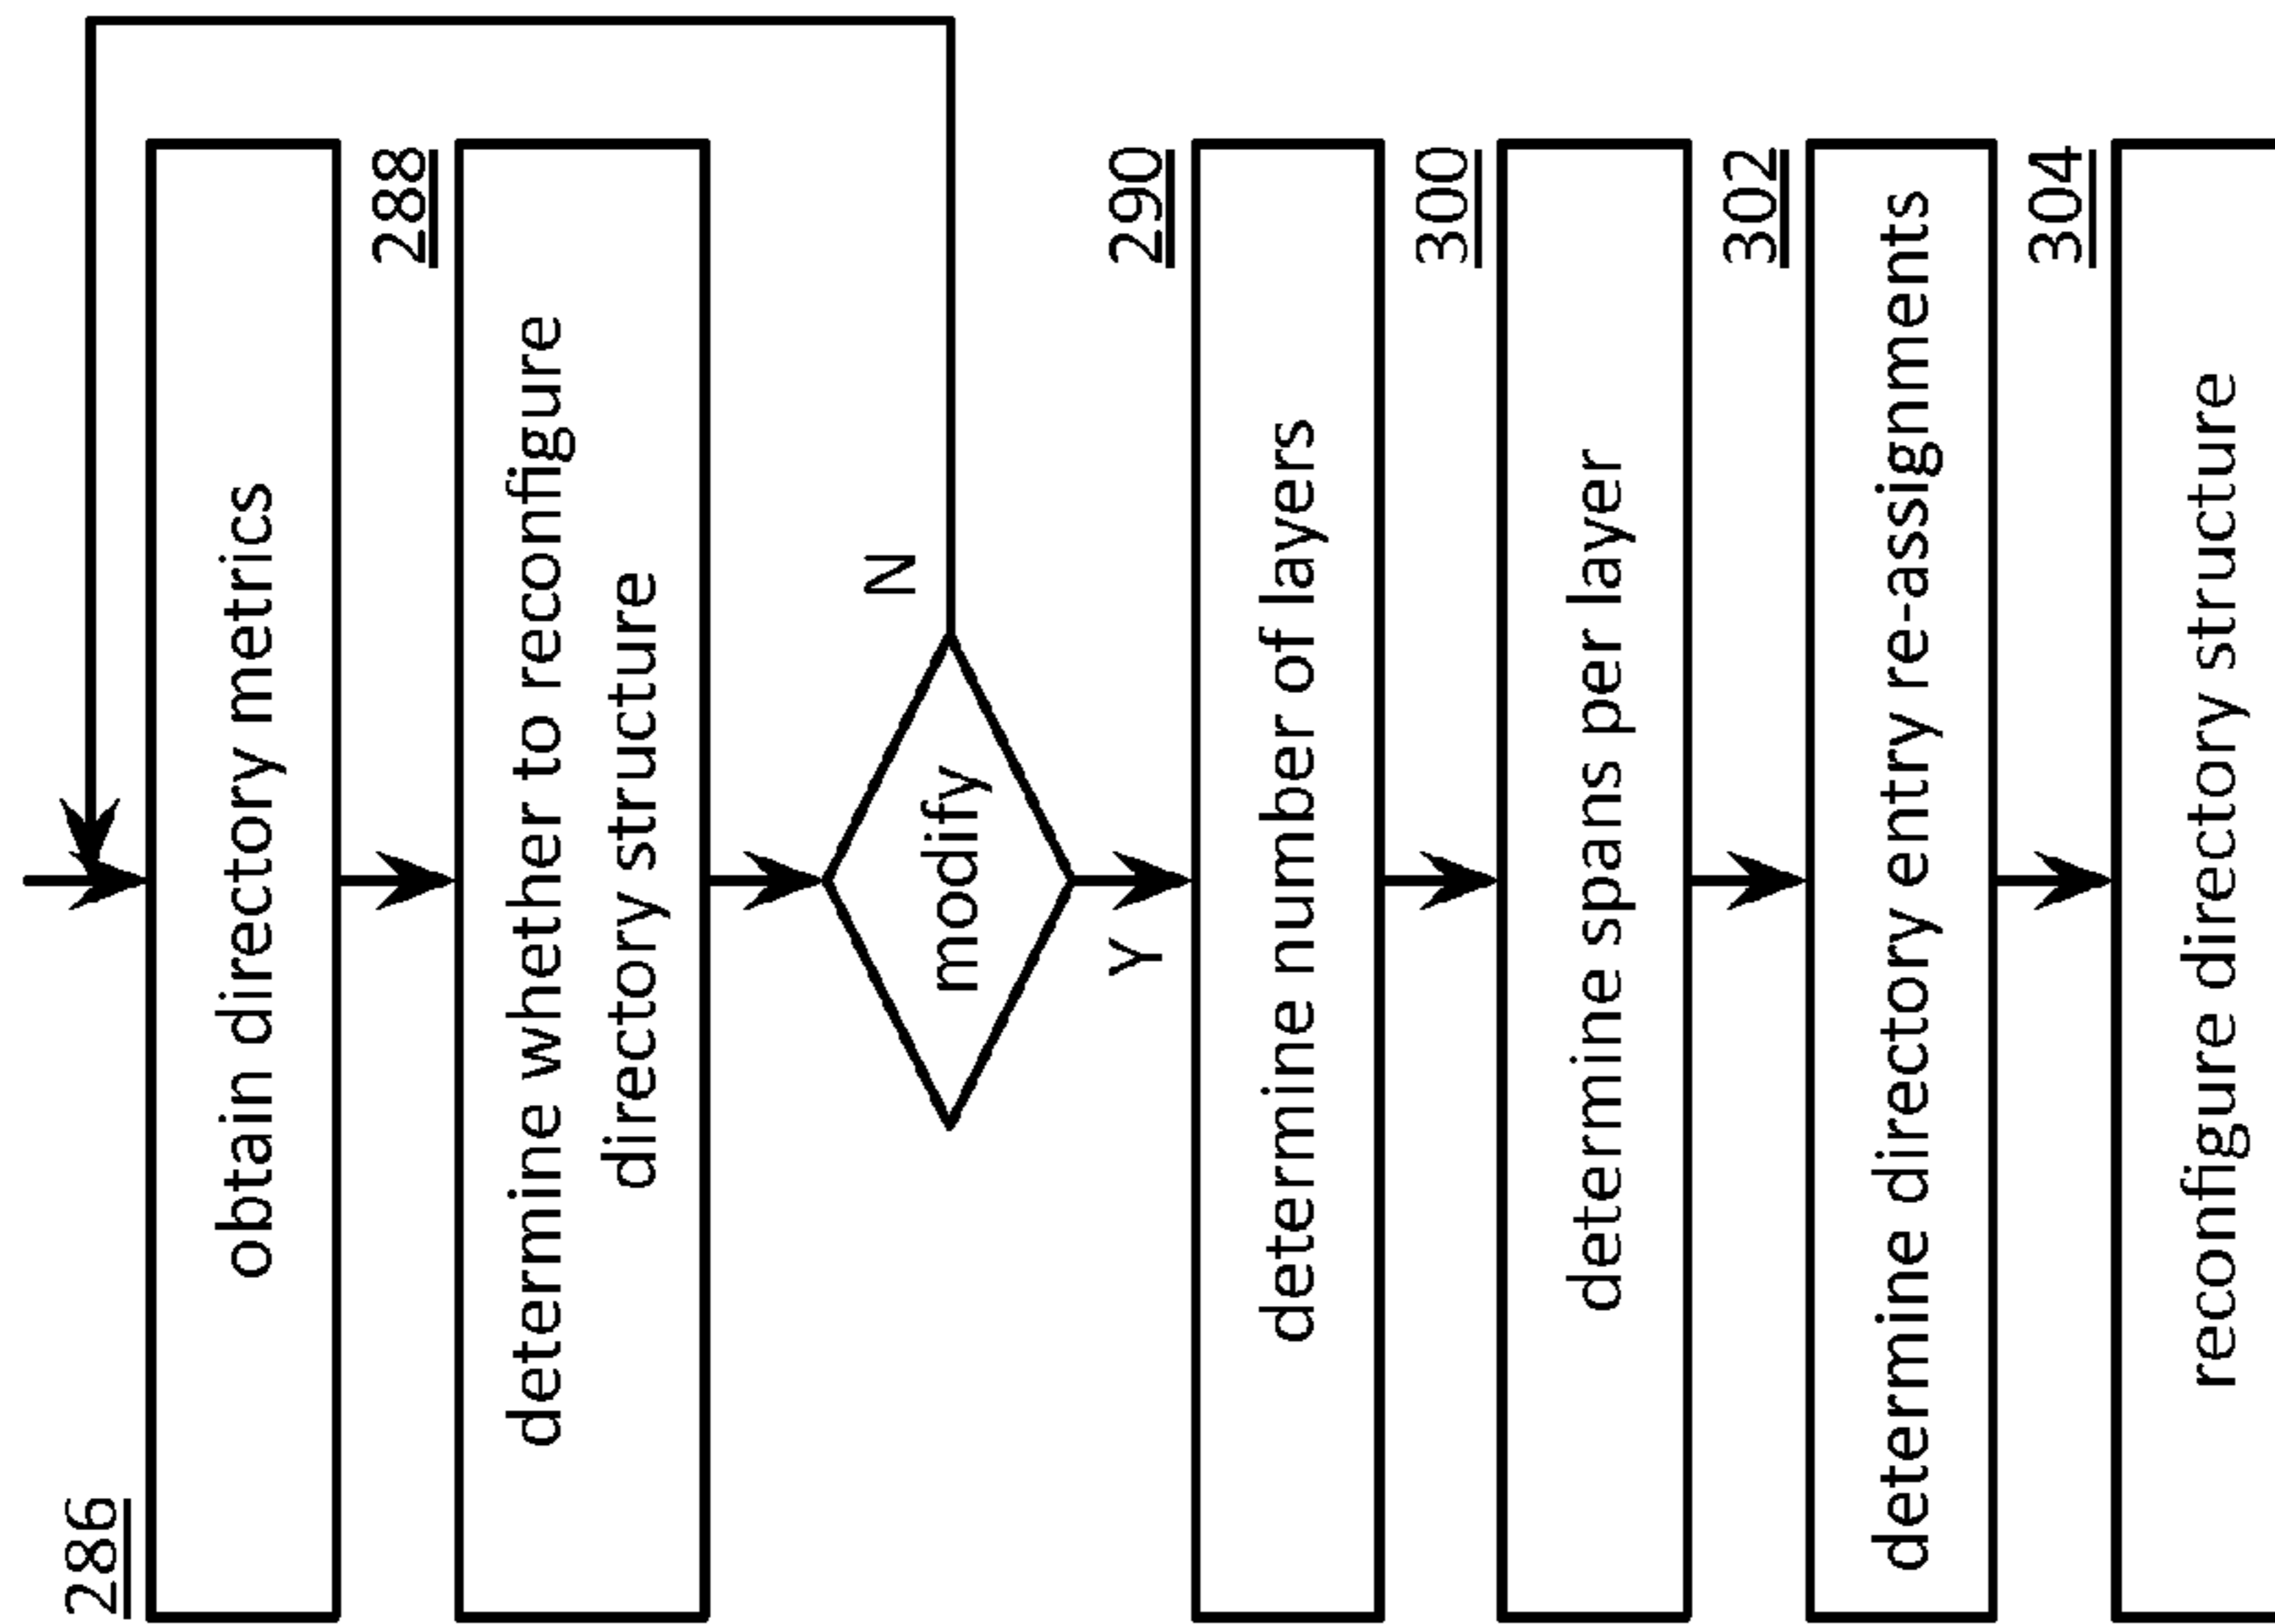 286
obtain directory metrics
288
determine whether to reconfigure
directory structure
modify
N
Y
290
determine number of layers
300
determine spans per layer
302
determine directory entry re-assignments
304
reconfigure directory structure